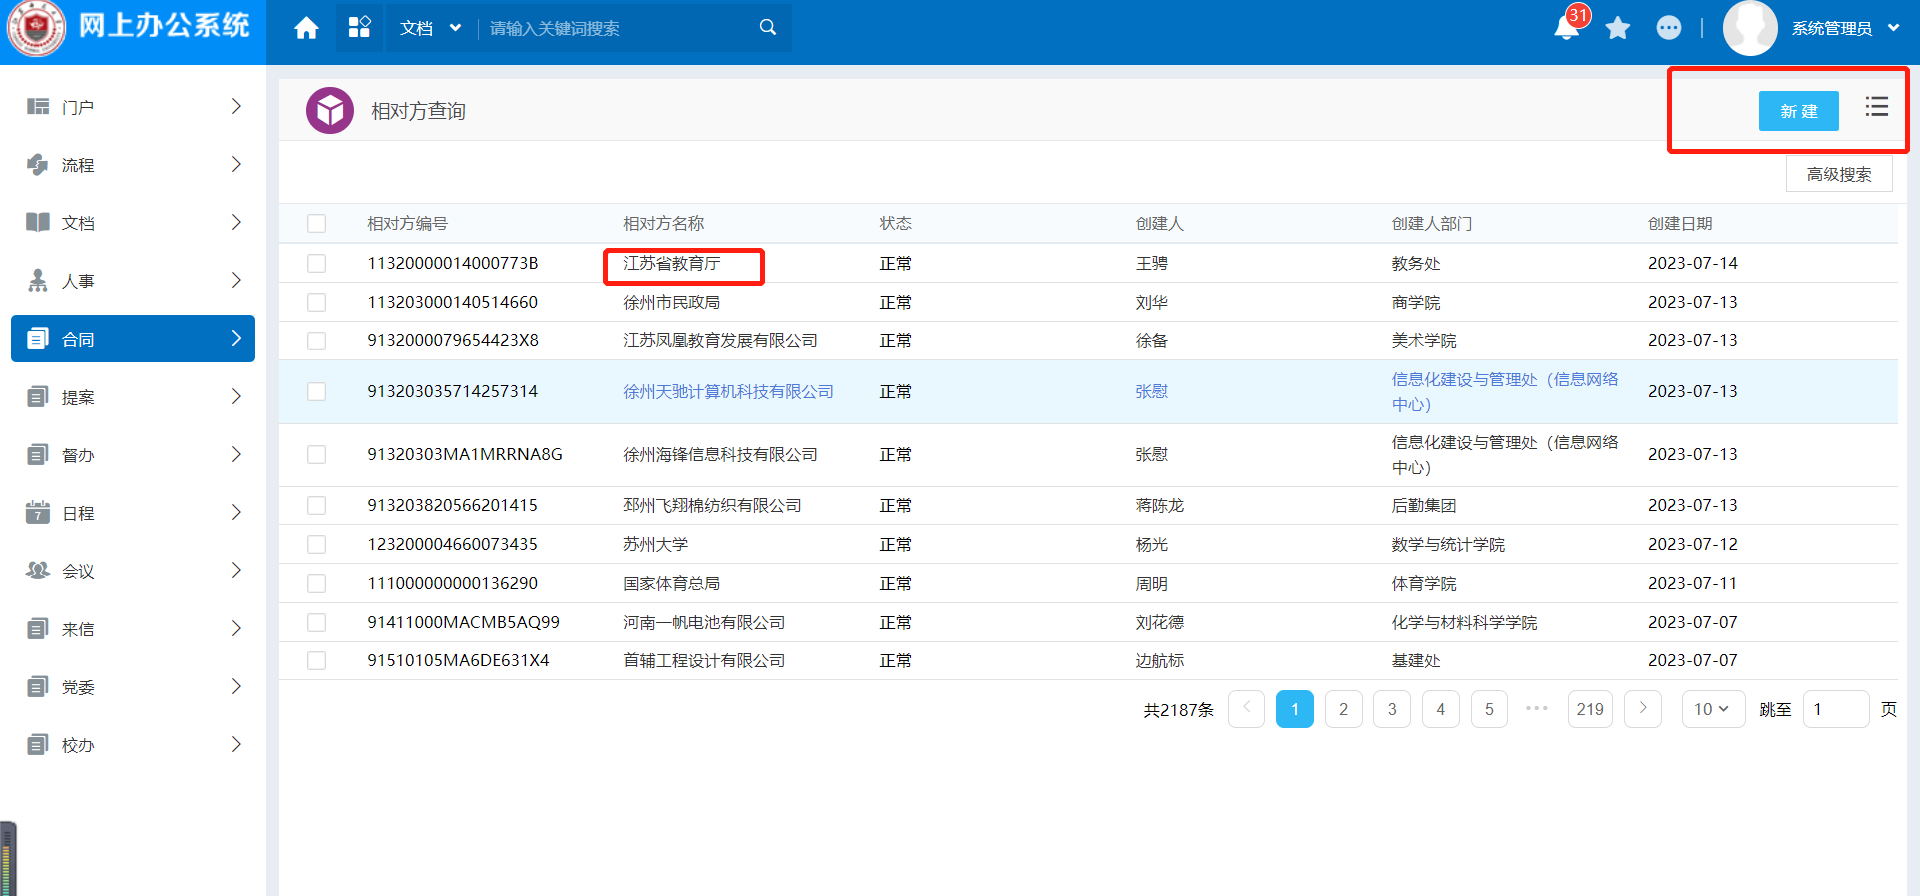 网上办公系统
文档
请输入关键词搜索
31
系统管理员
门户
流程
文档
人事
合同
提案
督办
7
日程
会议
来信
党委
校办
相对方查询
新 建
高级搜索
相对方编号 相对方名称 状态 创建人 创建人部门 创建日期
11320000014000773B 江苏省教育厅 正常 王骋 教务处 2023-07-14
113203000140514660 徐州市民政局 正常 刘华 商学院 2023-07-13
9132000079654423X8 江苏凤凰教育发展有限公司 正常 徐备 美术学院 2023-07-13
913203035714257314 徐州天驰计算机科技有限公司 正常 张慰 信息化建设与管理处（信息网络
中心） 2023-07-13
91320303MA1MRRNA8G 徐州海锋信息科技有限公司 正常 张慰 信息化建设与管理处（信息网络
中心） 2023-07-13
913203820566201415 邳州飞翔棉纺织有限公司 正常 蒋陈龙 后勤集团 2023-07-13
123200004660073435 苏州大学 正常 杨光 数学与统计学院 2023-07-12
111000000000136290 国家体育总局 正常 周明 体育学院 2023-07-11
91411000MACMB5AQ99 河南一帆电池有限公司 正常 刘花德 化学与材料科学学院 2023-07-07
91510105MA6DE631X4 首辅工程设计有限公司 正常 边航标 基建处 2023-07-07
共2187条 1 2 3 4 5 ··· 219 10 跳至 1 页